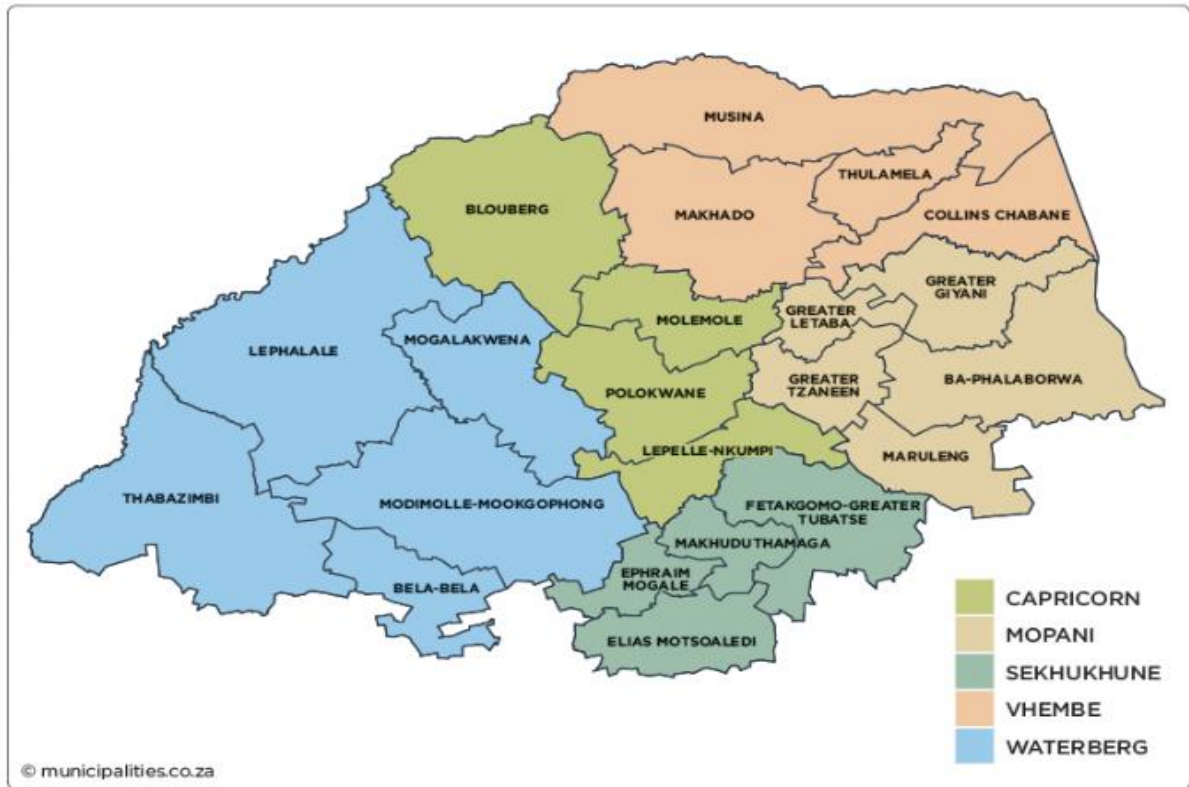 MUSINA
THULAMELA
BLOUBERG
MAKHADO
COLLINS CHABANE
GREATER
GIYANI
MOLEMOLE
GREATER
LETABA
LEPHALALE
MOGALAKWENA
POLOKWANE
GREATER
TZANEEN
BA-PHALABORWA
LEPELLE-NKUMPI
MARULENG
THABAZIMBI
MODIMOLLE-MOOKGOPHONG
FETAKGOMO-GREATER
TUBATSE
MAKHUDUTHAMAGA
EPHRAIM
MOGALE
BELA-BELA
ELIAS MOTSOALEDI
CAPRICORN
MOPANI
SEKHUKHUNE
VHEMBE
WATERBERG
© municipalities.co.za